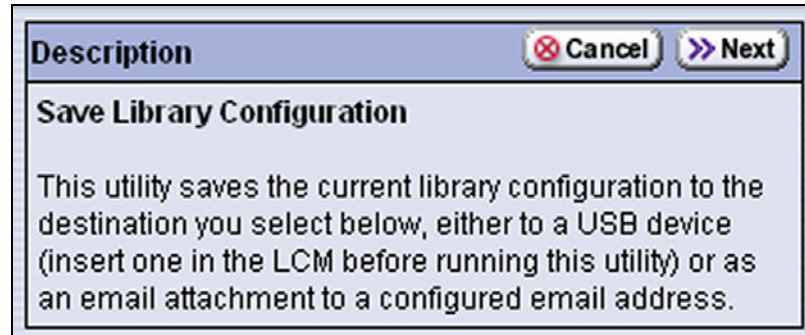 Description Cancel Next
Save Library Configuration
This utility saves the current library configuration to the
destination you select below, either to a USB device
(insert one in the LCM before running this utility) or as
an email attachment to a configured email address.